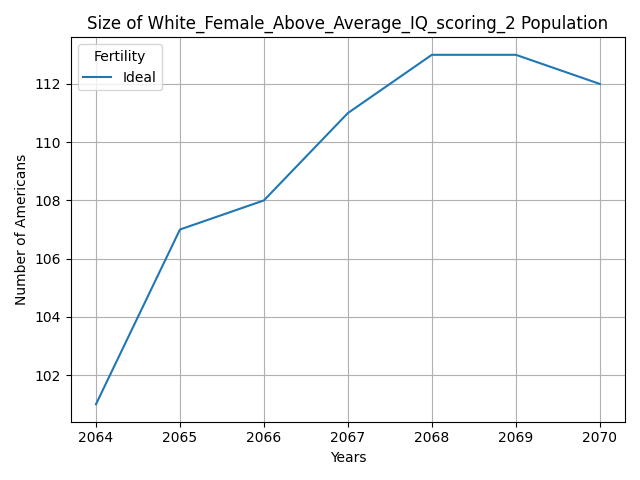 Size of White_Female_Above_Average_IQ_scoring_2 Population
Fertility
Ideal
Number of Americans
112
110
108
106
104
102
2064 2065 2066 2067 2068 2069 2070
Years